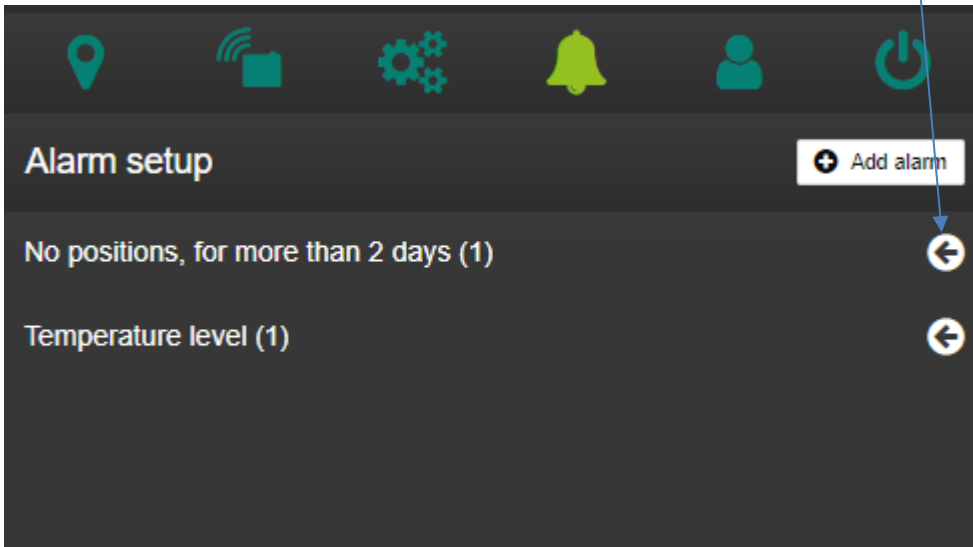 Alarm setup
Add alarm
No positions, for more than 2 days (1)
Temperature level (1)